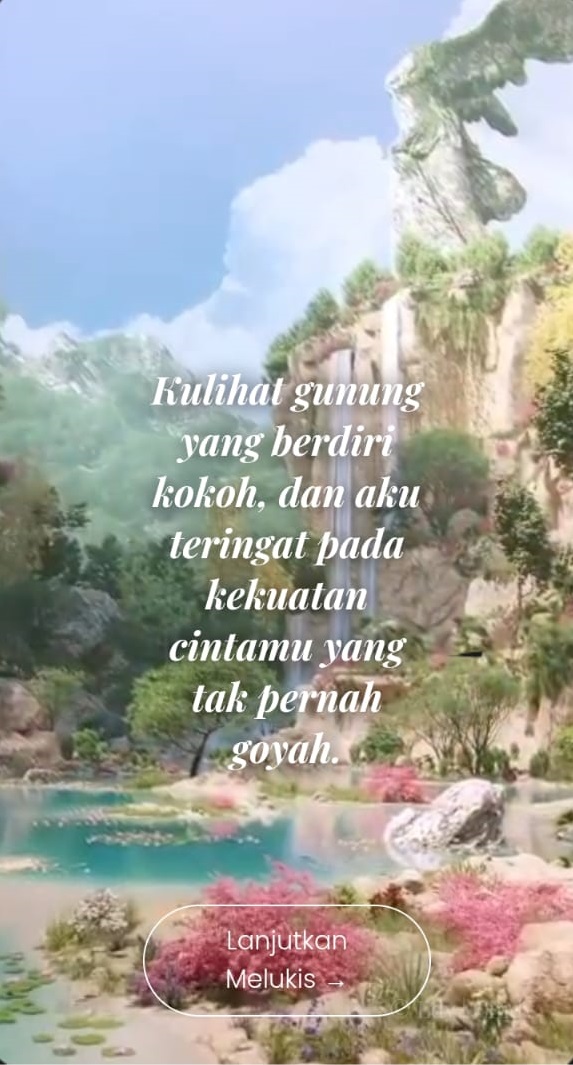 Kulihat gunung
yang berdiri
kokoh, dan aku
teringat pada
kekuatan
cintamu yang
tak pernah
goyah.
Lanjutkan
Melukis →